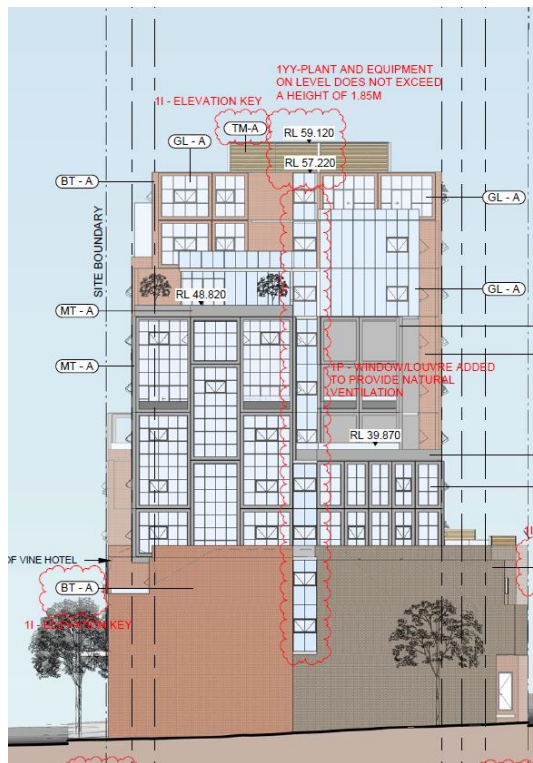 1YY-PLANT AND EQUIPMENT
ON LEVEL DOES NOT EXCEED
A HEIGHT OF 1.85M
1I - ELEVATION KEY
TM-A
RL 59.120
GL - A
RL 57.220
BT - A
GL - A
SITE BOUNDARY
GL - A
RL 48.820
MT - A
MT - A
1P - WINDOW/LOUVRE ADDED
TO PROVIDE NATURAL
VENTILATION
RL 39.870
OF VINE HOTEL
BT - A
1I - ELEVATION KEY